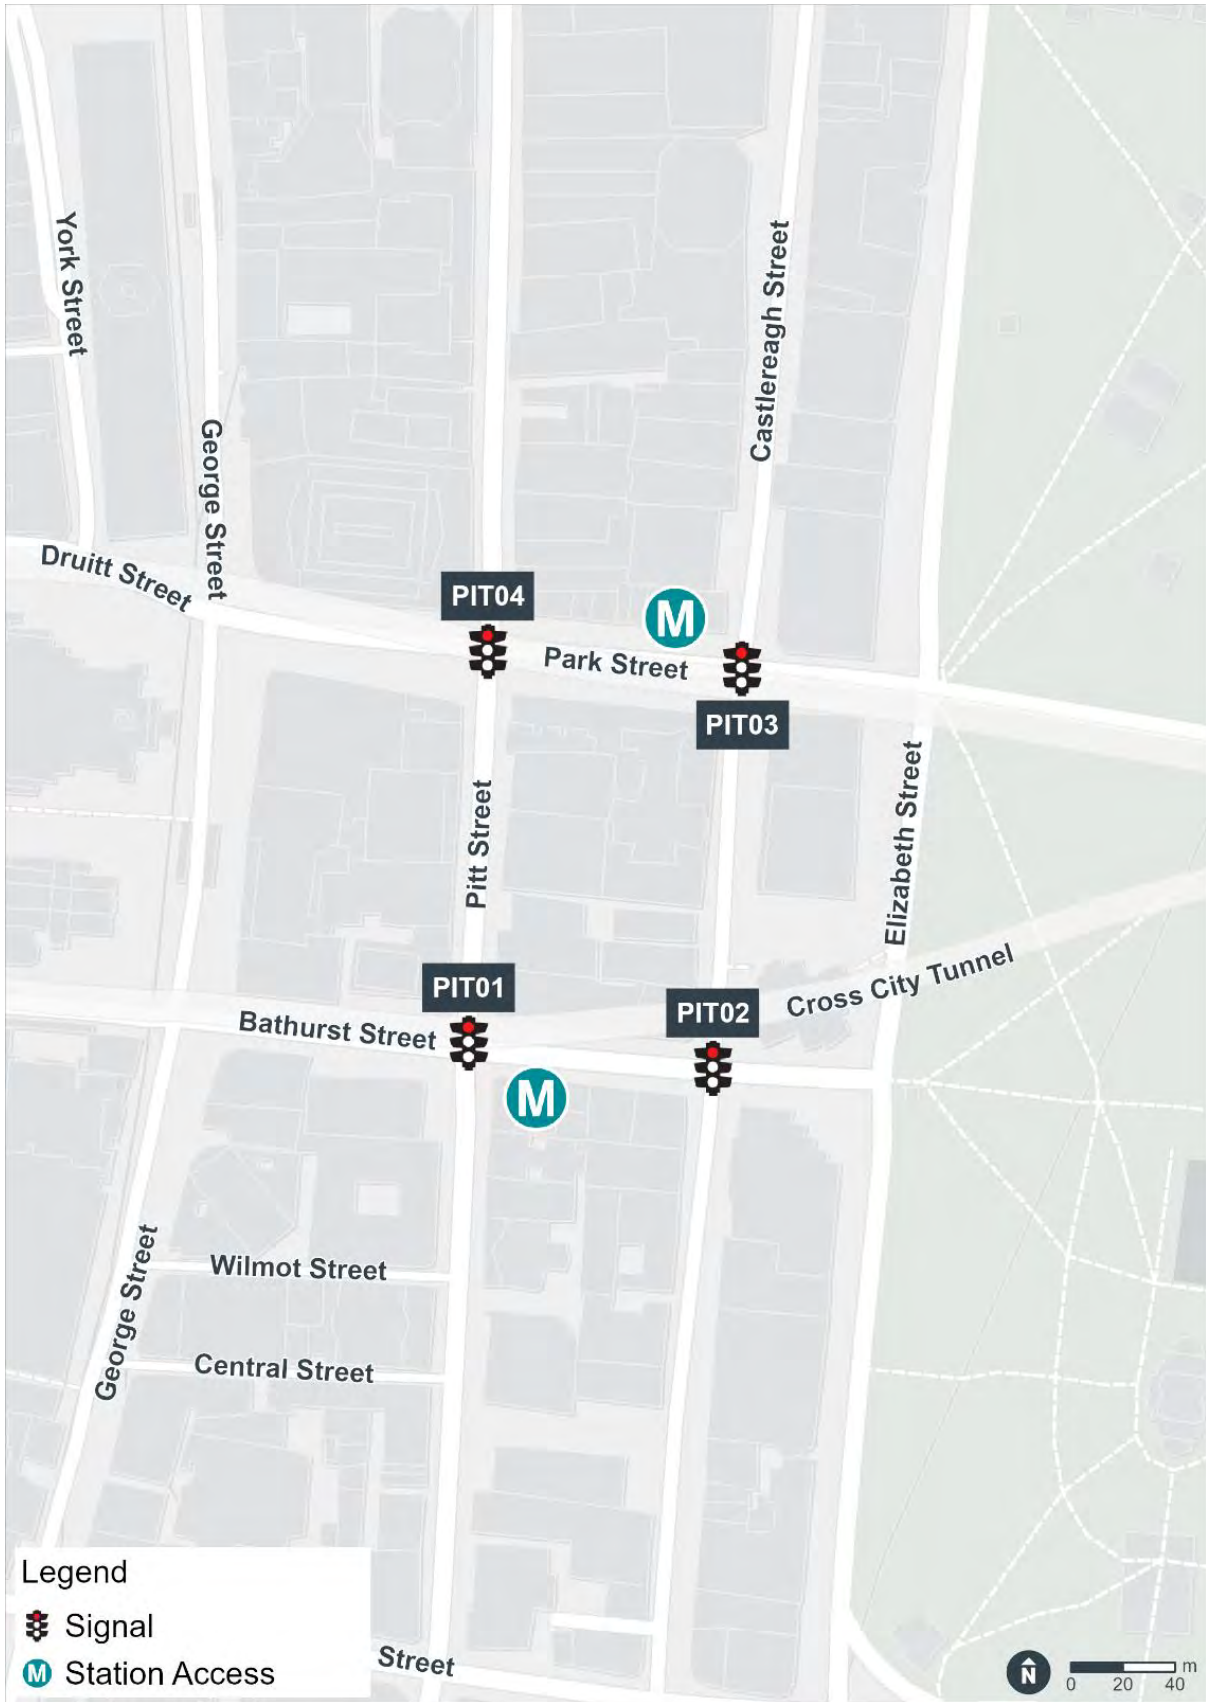 York Street
Castlereagh Street
George Street
Druitt Street
PIT04
M
Park Street
PIT03
Pitt Street
Elizabeth Street
Cross City Tunnel
PIT01
PIT02
Bathurst Street
M
George Street
Wilmot Street
Central Street
Legend
Signal
M Station Access
Street
N
m
0 20 40